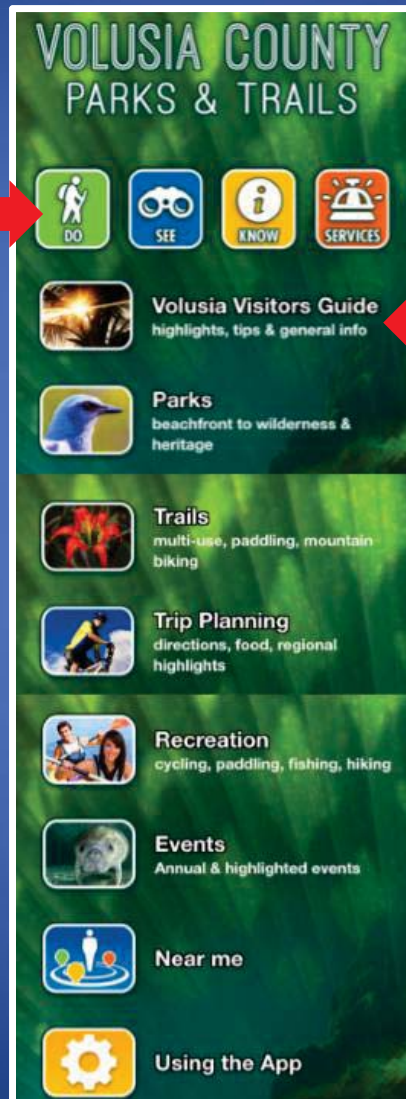 VOLUSIA COUNTY
PARKS & TRAILS
DO
SEE
i
KNOW
SERVICES
Volusia Visitors Guide
highlights, tips & general info
Parks
beachfront to wilderness &
heritage
Trails
multi-use, paddling, mountain
biking
Trip Planning
directions, food, regional
highlights
Recreation
cycling, paddling, fishing, hiking
Events
Annual & highlighted events
Near me
Using the App